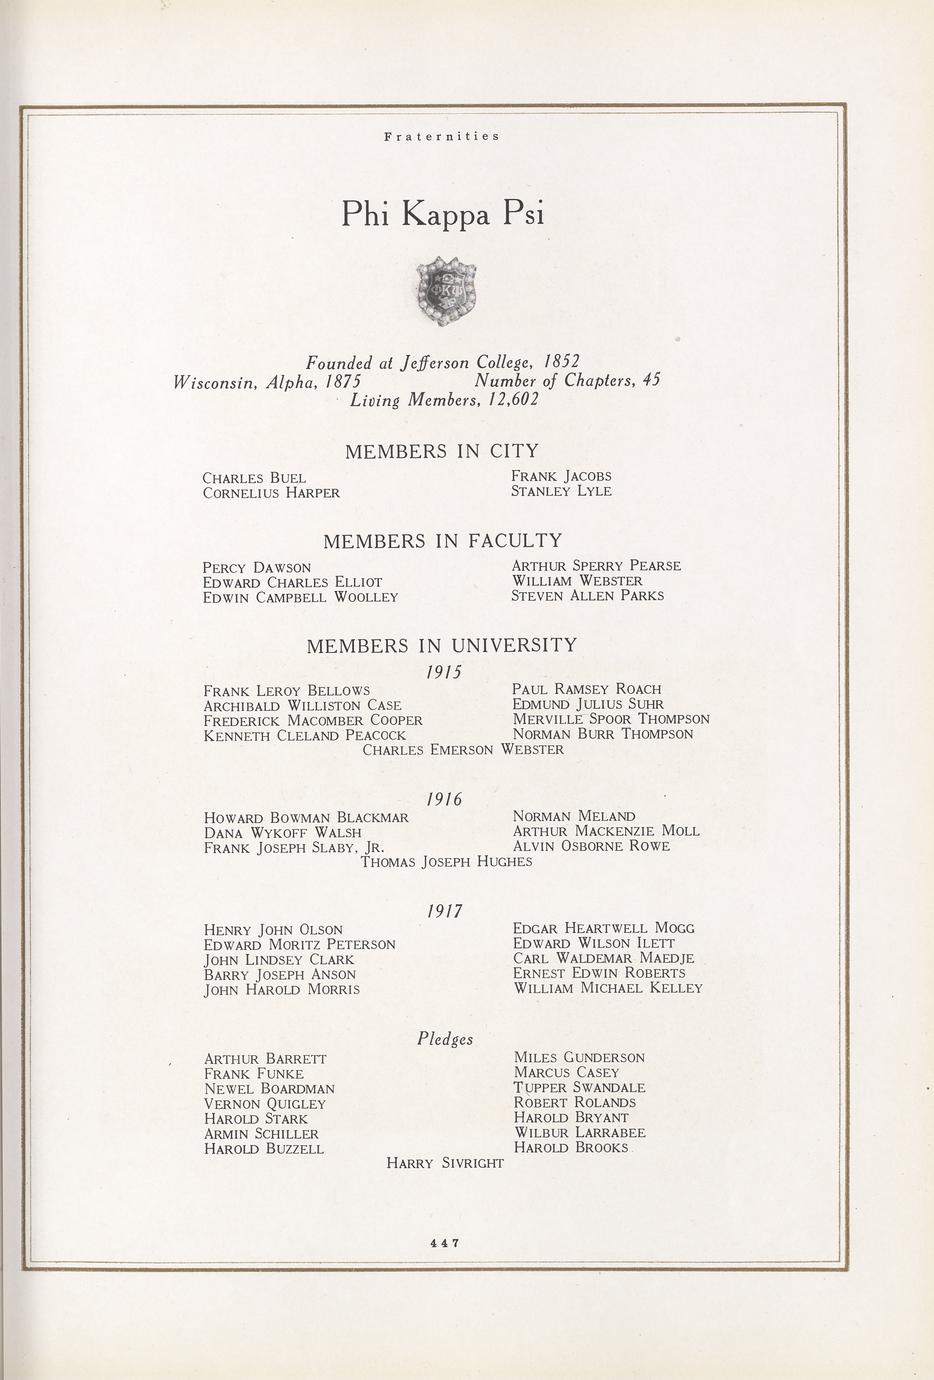 Fraternities
Phi Kappa Psi
ΦΚΨ
Founded at Jefferson College, 1852
Wisconsin, Alpha, 1875 Number of Chapters, 45
Living Members, 12,602
MEMBERS IN CITY
CHARLES BUEL FRANK JACOBS
CORNELIUS HARPER STANLEY LYLE
MEMBERS IN FACULTY
PERCY DAWSON ARTHUR SPERRY PEARSE
EDWARD CHARLES ELLIOT WILLIAM WEBSTER
EDWIN CAMPBELL WOOLLEY STEVEN ALLEN PARKS
MEMBERS IN UNIVERSITY
1915
FRANK LEROY BELLOWS PAUL RAMSEY ROACH
ARCHIBALD WILLISTON CASE EDMUND JULIUS SUHR
FREDERICK MACOMBER COOPER MERVILLE SPOOR THOMPSON
KENNETH CLELAND PEACOCK NORMAN BURR THOMPSON
CHARLES EMERSON WEBSTER
1916
HOWARD BOWMAN BLACKMAR NORMAN MELAND
DANA WYKOFF WALSH ARTHUR MACKENZIE MOLL
FRANK JOSEPH SLABY, JR. ALVIN OSBORNE ROWE
THOMAS JOSEPH HUGHES
1917
HENRY JOHN OLSON EDGAR HEARTWELL MOGG
EDWARD MORITZ PETERSON EDWARD WILSON ILETT
JOHN LINDSEY CLARK CARL WALDEMAR MAEDJE
BARRY JOSEPH ANSON ERNEST EDWIN ROBERTS
JOHN HAROLD MORRIS WILLIAM MICHAEL KELLEY
Pledges
ARTHUR BARRETT MILES GUNDERSON
FRANK FUNKE MARCUS CASEY
NEWEL BOARDMAN TUPPER SWANDALE
VERNON QUIGLEY ROBERT ROLANDS
HAROLD STARK HAROLD BRYANT
ARMIN SCHILLER WILBUR LARRABEE
HAROLD BUZZELL HAROLD BROOKS
HARRY SIVRIGHT
447